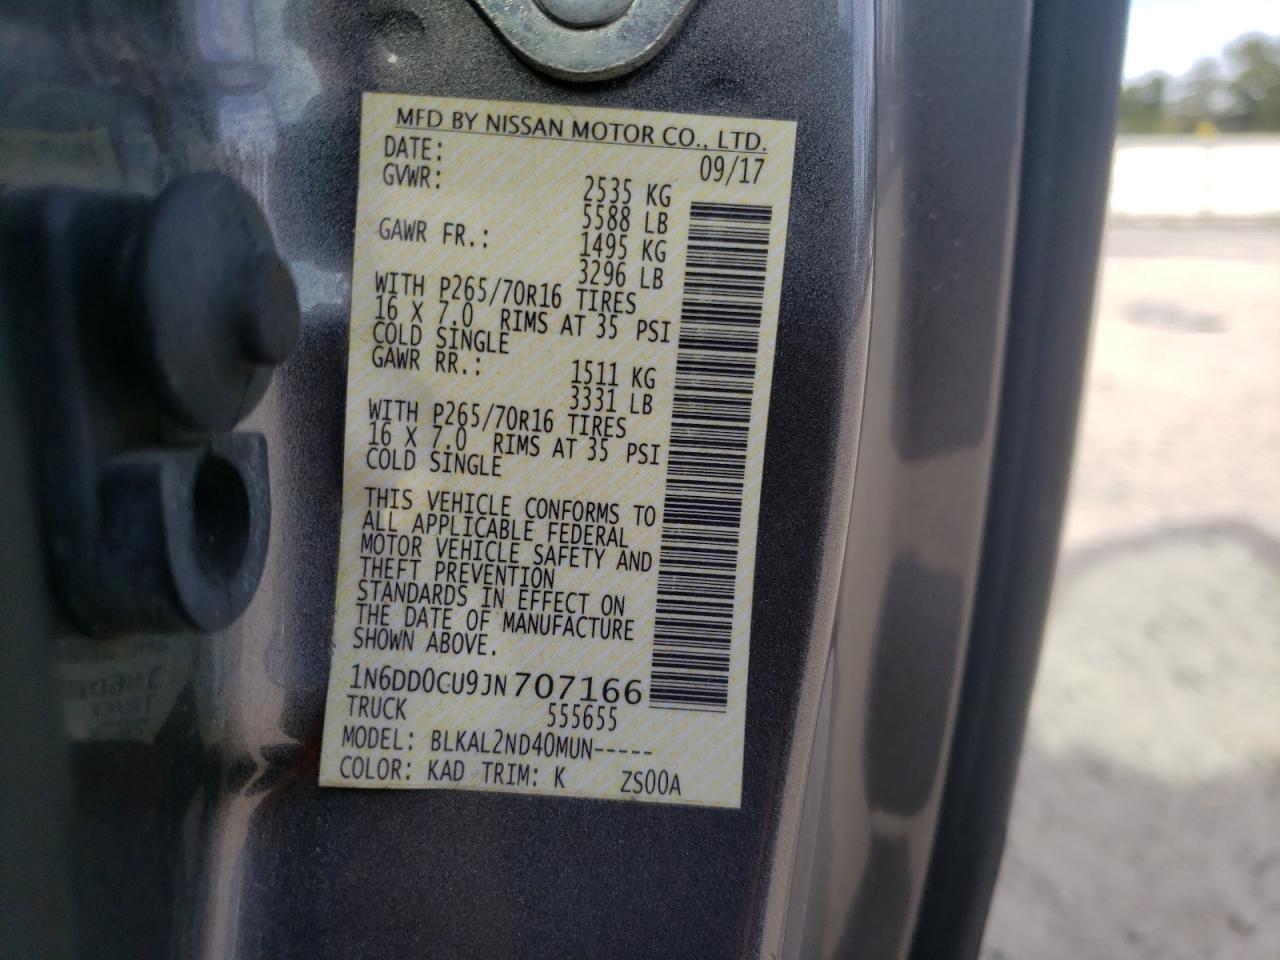 MFD BY NISSAN MOTOR CO., LTD.
DATE: 09/17
GVWR: 2535 KG
5588 LB
GAWR FR.: 1495 KG
3296 LB
WITH P265/70R16 TIRES
16 X 7.0 RIMS AT 35 PSI
COLD SINGLE
GAWR RR.: 1511 KG
3331 LB
WITH P265/70R16 TIRES
16 X 7.0 RIMS AT 35 PSI
COLD SINGLE
THIS VEHICLE CONFORMS TO
ALL APPLICABLE FEDERAL
MOTOR VEHICLE SAFETY AND
THEFT PREVENTION
STANDARDS IN EFFECT ON
THE DATE OF MANUFACTURE
SHOWN ABOVE.
1N6DD0CU9JN707166
TRUCK 555655
MODEL: BLKAL2ND40MUN-----
COLOR: KAD TRIM: K ZS00A